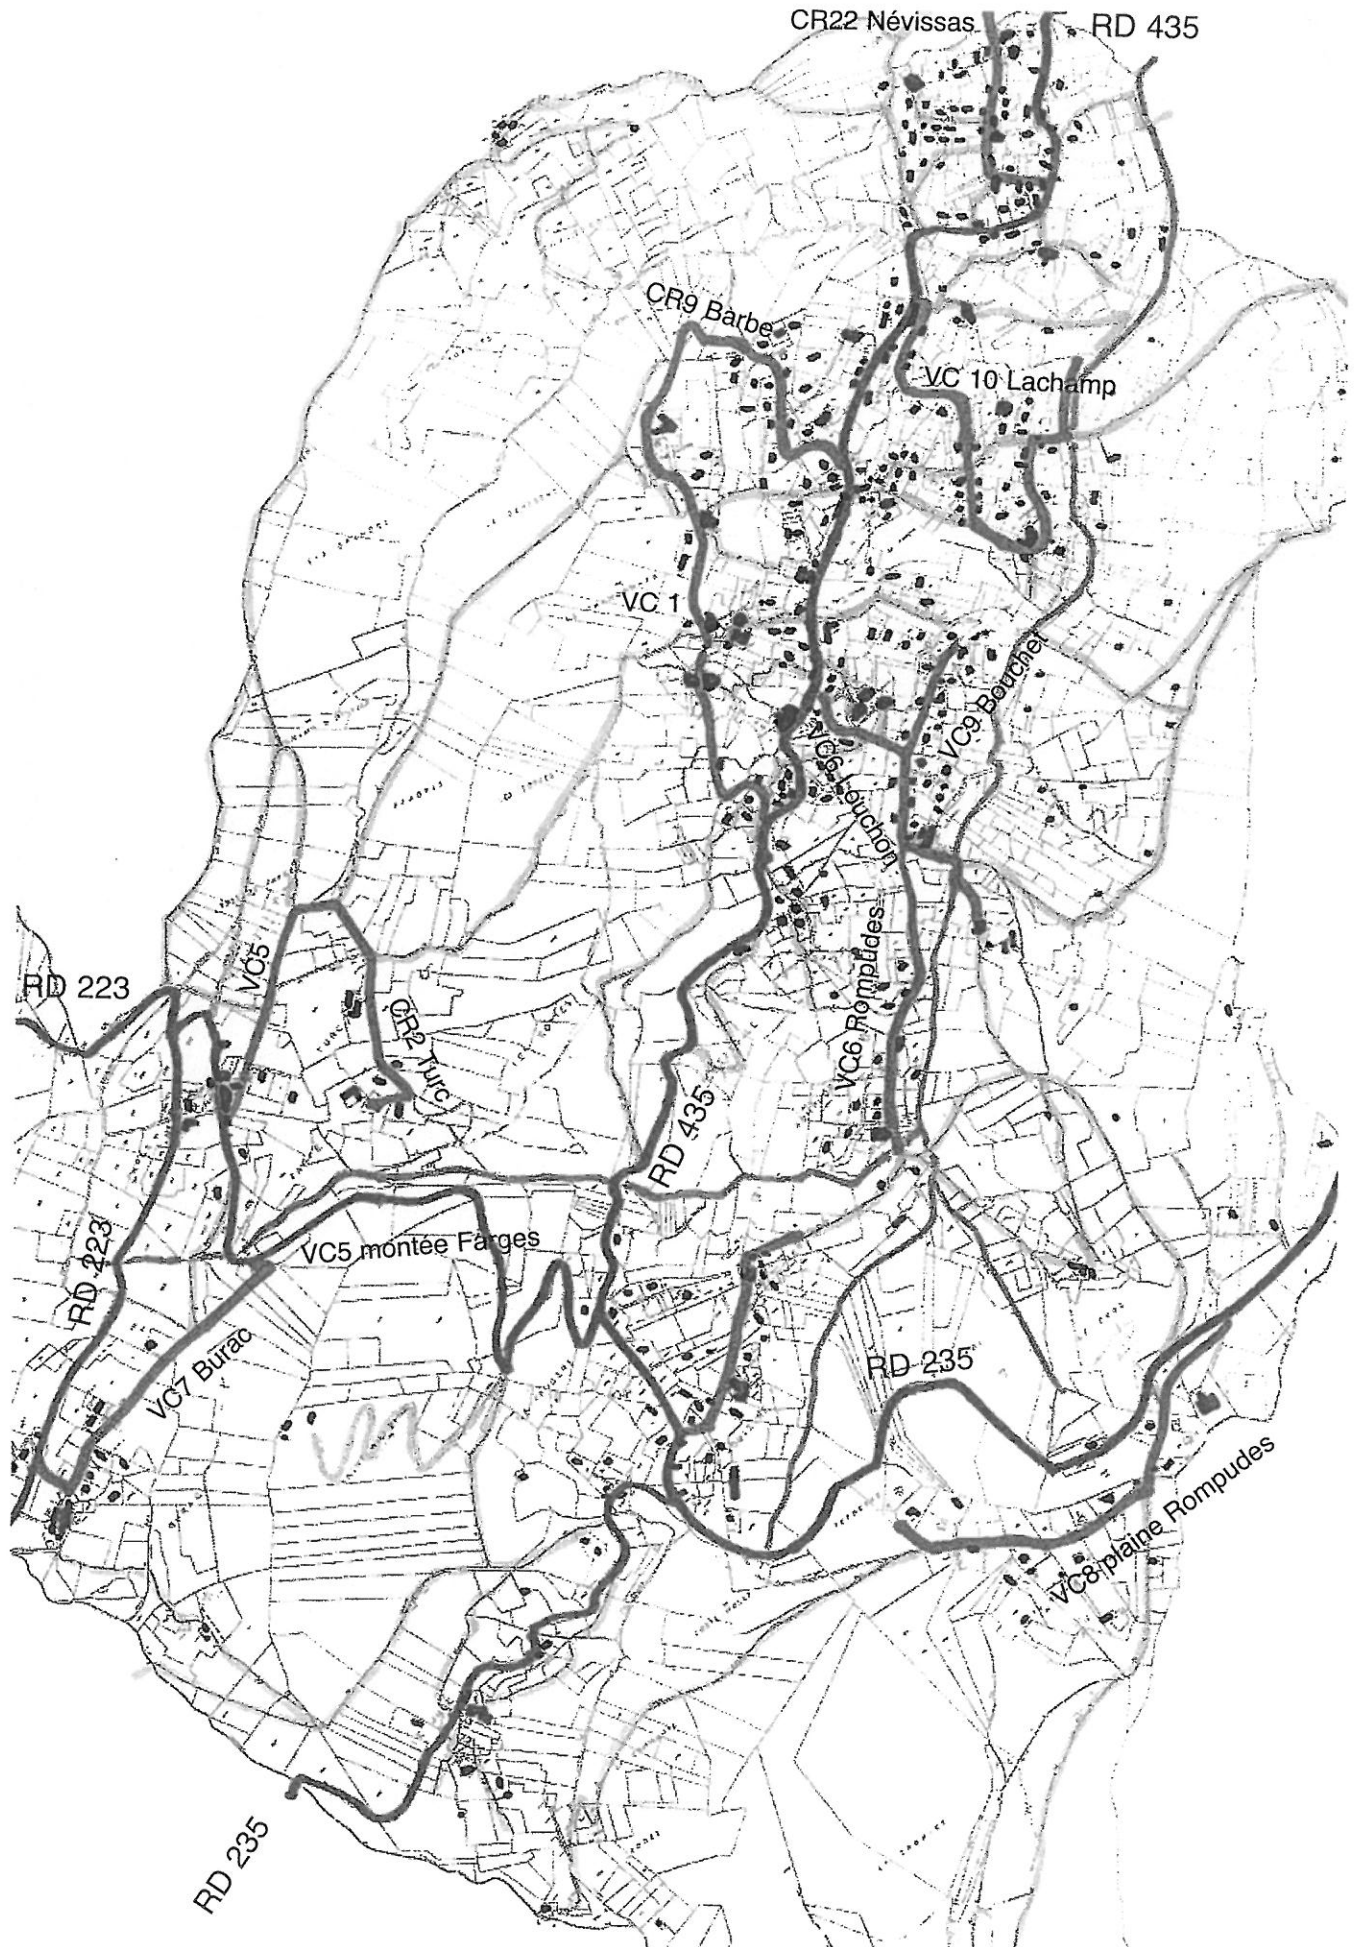 CR22 Névissas
RD 435
CR9 Barbe
VC 10 Lachamp
VC 1
VC9 Bouchet
VC6 Louchon
VC6 Rompudes
RD 223
VC5
CR2 Turc
RD 435
RD 223
VC5 montée Farges
VC7 Burac
RD 235
VC8 plaine Rompudes
RD 235